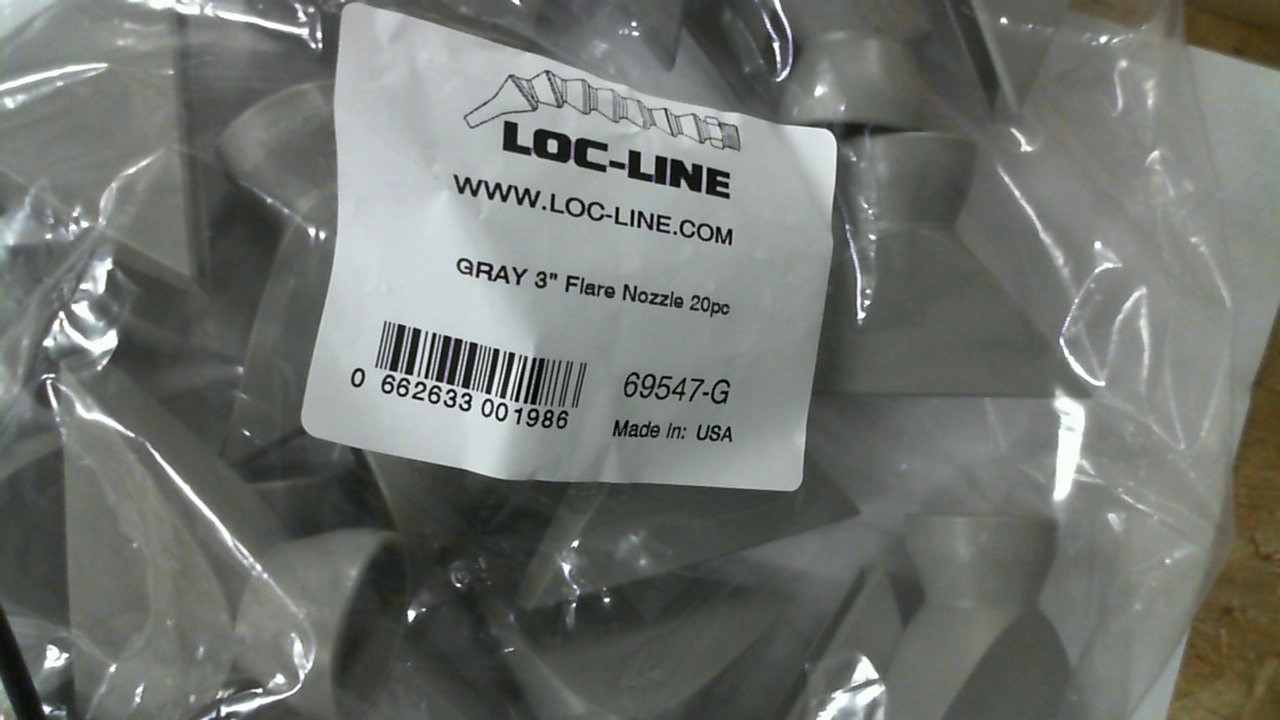 LOC-LINE
WWW.LOC-LINE.COM
GRAY 3" Flare Nozzle 20pc
0 662633 001986
69547-G
Made in: USA